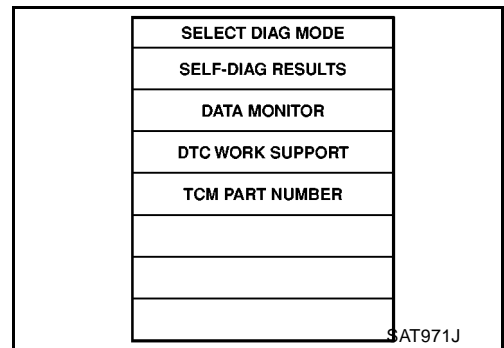 SELECT DIAG MODE
SELF-DIAG RESULTS
DATA MONITOR
DTC WORK SUPPORT
TCM PART NUMBER
SAT971J